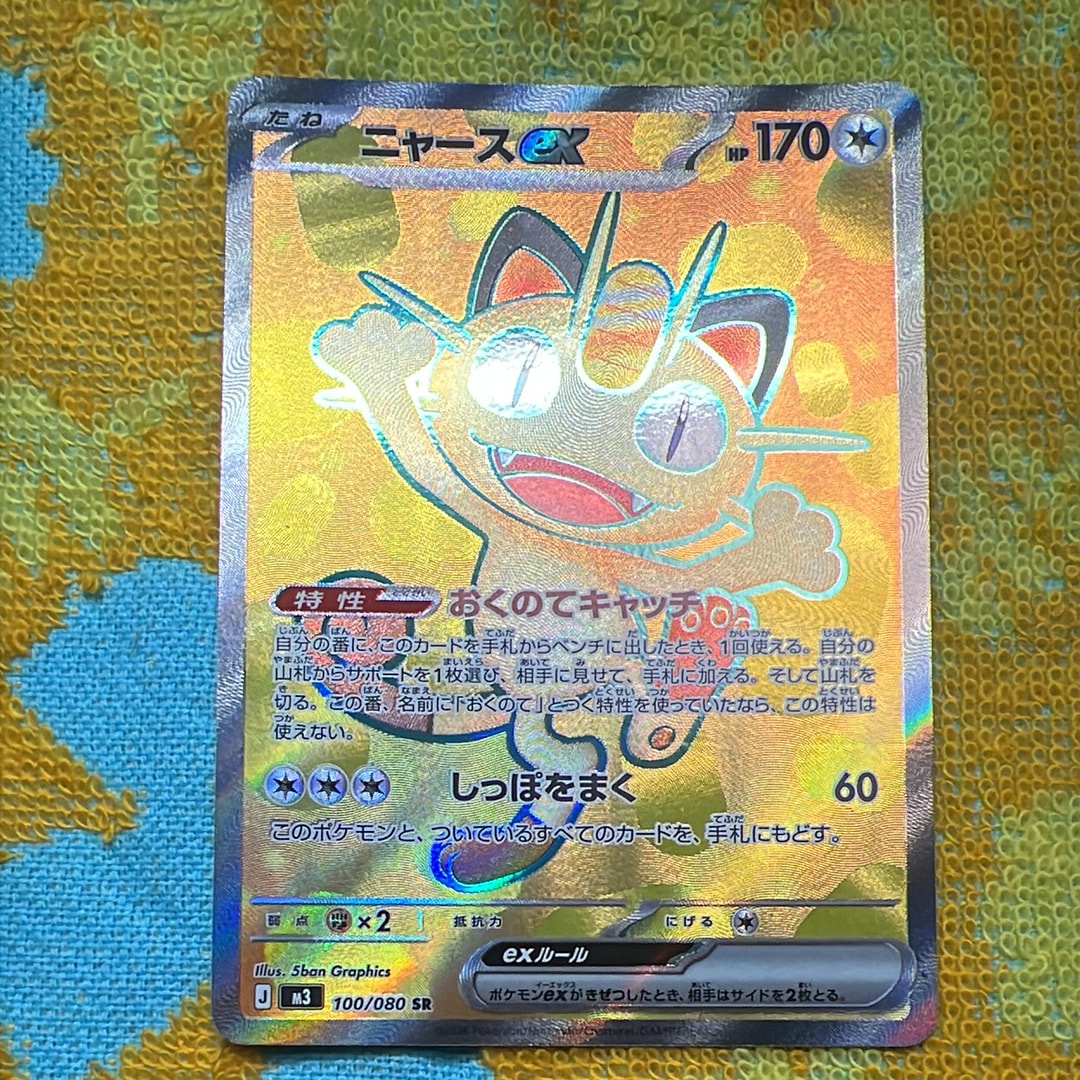 たね
ニャースex HP 170
特性 おくのてキャッチ
自分の番に、このカードを手札からベンチに出したとき、1回使える。自分の
山札からサポートを1枚選び、相手に見せて、手札に加える。そして山札を
切る。この番、名前に「おくのて」とつく特性を使っていたなら、この特性は
使えない。
しっぽをまく 60
このポケモンと、ついているすべてのカードを、手札にもどす。
弱点 ×2 抵抗力 にげる
exルール
ポケモンexがきぜつしたとき、相手はサイドを2枚とる。
Illus. 5ban Graphics
J M3 100/080 SR